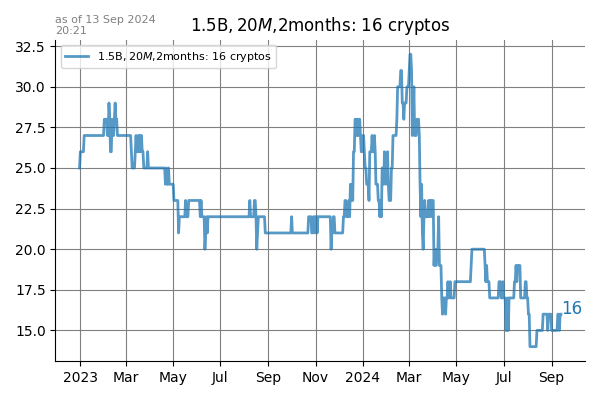 as of 13 Sep 2024
20:21
1.5B, 20M,2months: 16 cryptos
1.5B, 20M,2months: 16 cryptos
32.5
30.0
27.5
25.0
22.5
20.0
17.5
15.0
16
2023 Mar May Jul Sep Nov 2024 Mar May Jul Sep